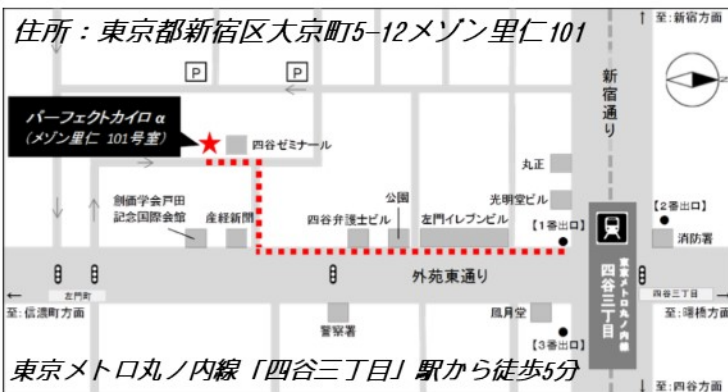 住所：東京都新宿区大京町5-12メゾン里仁101
↑ 至:新宿方面
P
P
新宿通り
N
パーフェクトカイロ α
(メゾン里仁 101号室)
四谷ゼミナール
丸正
創価学会戸田
記念国際会館
産経新聞
四谷弁護士ビル
公園
左門イレブンビル
光明堂ビル
【1番出口】
【2番出口】
消防署
外苑東通り
東京メトロ丸ノ内線
四谷三丁目
左門町
四谷三丁目
至:信濃町方面
至:曙橋方面
警察署
凮月堂
【3番出口】
東京メトロ丸ノ内線「四谷三丁目」駅から徒歩5分
↓ 至:四谷方面